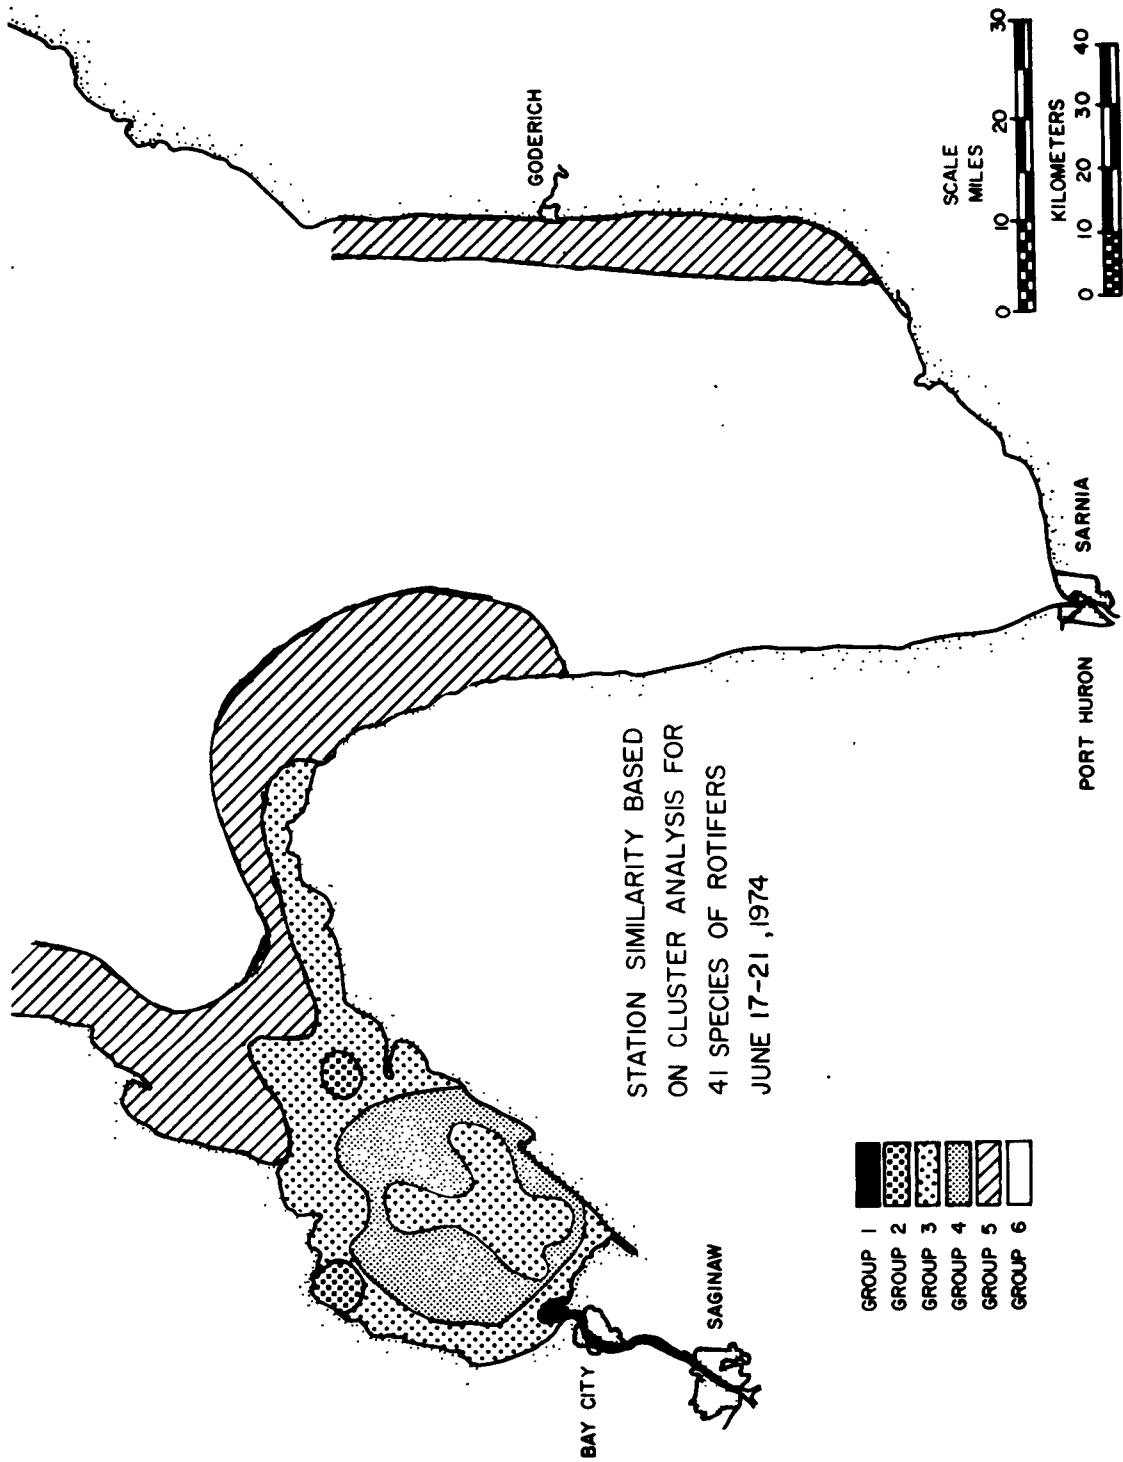 GODERICH
SCALE
MILES
0 10 20 30
KILOMETERS
0 10 20 30 40
SARNIA
PORT HURON
STATION SIMILARITY BASED
ON CLUSTER ANALYSIS FOR
41 SPECIES OF ROTIFERS
JUNE 17-21, 1974
GROUP 1
GROUP 2
GROUP 3
GROUP 4
GROUP 5
GROUP 6
SAGINAW
BAY CITY